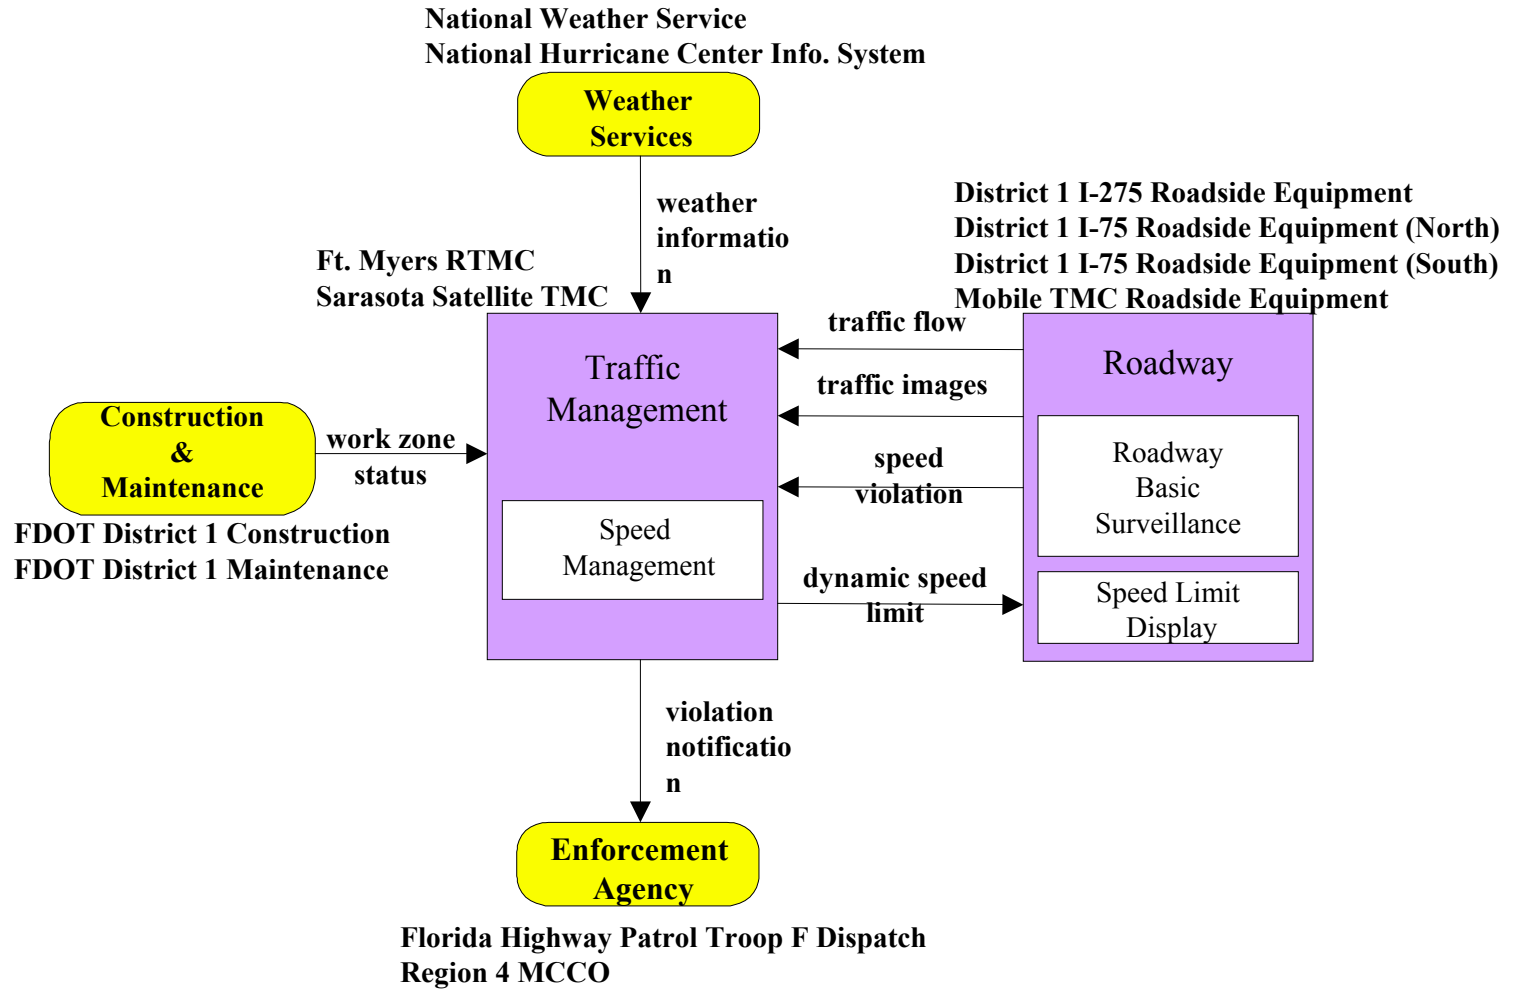 National Weather Service
National Hurricane Center Info. System
Weather
Services
weather
informatio
n
District 1 I-275 Roadside Equipment
District 1 I-75 Roadside Equipment (North)
District 1 I-75 Roadside Equipment (South)
Mobile TMC Roadside Equipment
Ft. Myers RTMC
Sarasota Satellite TMC
Traffic
Management
Speed
Management
traffic flow
traffic images
speed
violation
dynamic speed
limit
Roadway
Roadway
Basic
Surveillance
Speed Limit
Display
Construction
&
Maintenance
work zone
status
FDOT District 1 Construction
FDOT District 1 Maintenance
violation
notificatio
n
Enforcement
Agency
Florida Highway Patrol Troop F Dispatch
Region 4 MCCO